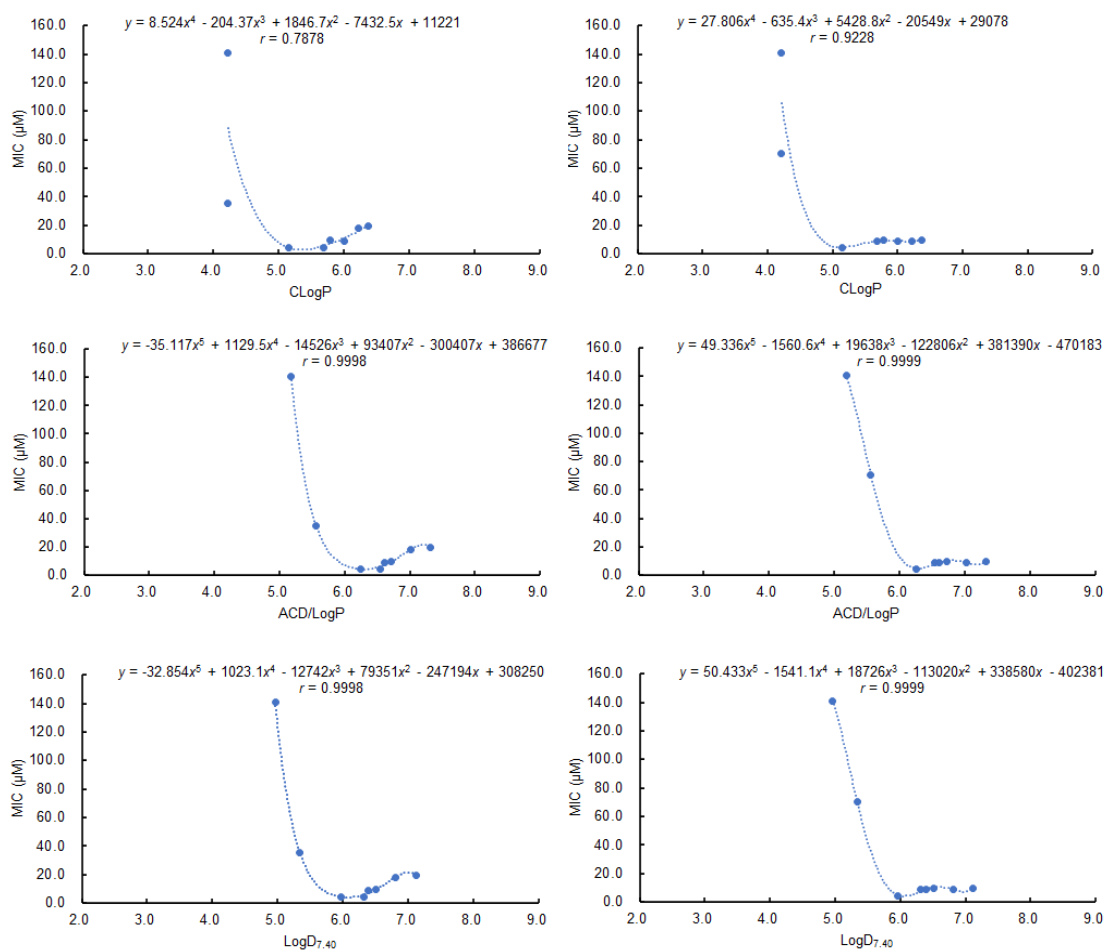 y = 8.524x⁴ - 204.37x³ + 1846.7x² - 7432.5x + 11221
r = 0.7878
160.0
140.0
120.0
100.0
80.0
60.0
40.0
20.0
0.0
MIC (µM)
2.0 3.0 4.0 5.0 6.0 7.0 8.0 9.0
CLogP
y = 27.806x⁴ - 635.4x³ + 5428.8x² - 20549x + 29078
r = 0.9228
160.0
140.0
120.0
100.0
80.0
60.0
40.0
20.0
0.0
MIC (µM)
2.0 3.0 4.0 5.0 6.0 7.0 8.0 9.0
CLogP
y = -35.117x⁵ + 1129.5x⁴ - 14526x³ + 93407x² - 300407x + 386677
r = 0.9998
160.0
140.0
120.0
100.0
80.0
60.0
40.0
20.0
0.0
MIC (µM)
2.0 3.0 4.0 5.0 6.0 7.0 8.0 9.0
ACD/LogP
y = 49.336x⁵ - 1560.6x⁴ + 19638x³ - 122806x² + 381390x - 470183
r = 0.9999
160.0
140.0
120.0
100.0
80.0
60.0
40.0
20.0
0.0
MIC (µM)
2.0 3.0 4.0 5.0 6.0 7.0 8.0 9.0
ACD/LogP
y = -32.854x⁵ + 1023.1x⁴ - 12742x³ + 79351x² - 247194x + 308250
r = 0.9998
160.0
140.0
120.0
100.0
80.0
60.0
40.0
20.0
0.0
MIC (µM)
2.0 3.0 4.0 5.0 6.0 7.0 8.0 9.0
LogD₇.₄₀
y = 50.433x⁵ - 1541.1x⁴ + 18726x³ - 113020x² + 338580x - 402381
r = 0.9999
160.0
140.0
120.0
100.0
80.0
60.0
40.0
20.0
0.0
MIC (µM)
2.0 3.0 4.0 5.0 6.0 7.0 8.0 9.0
LogD₇.₄₀